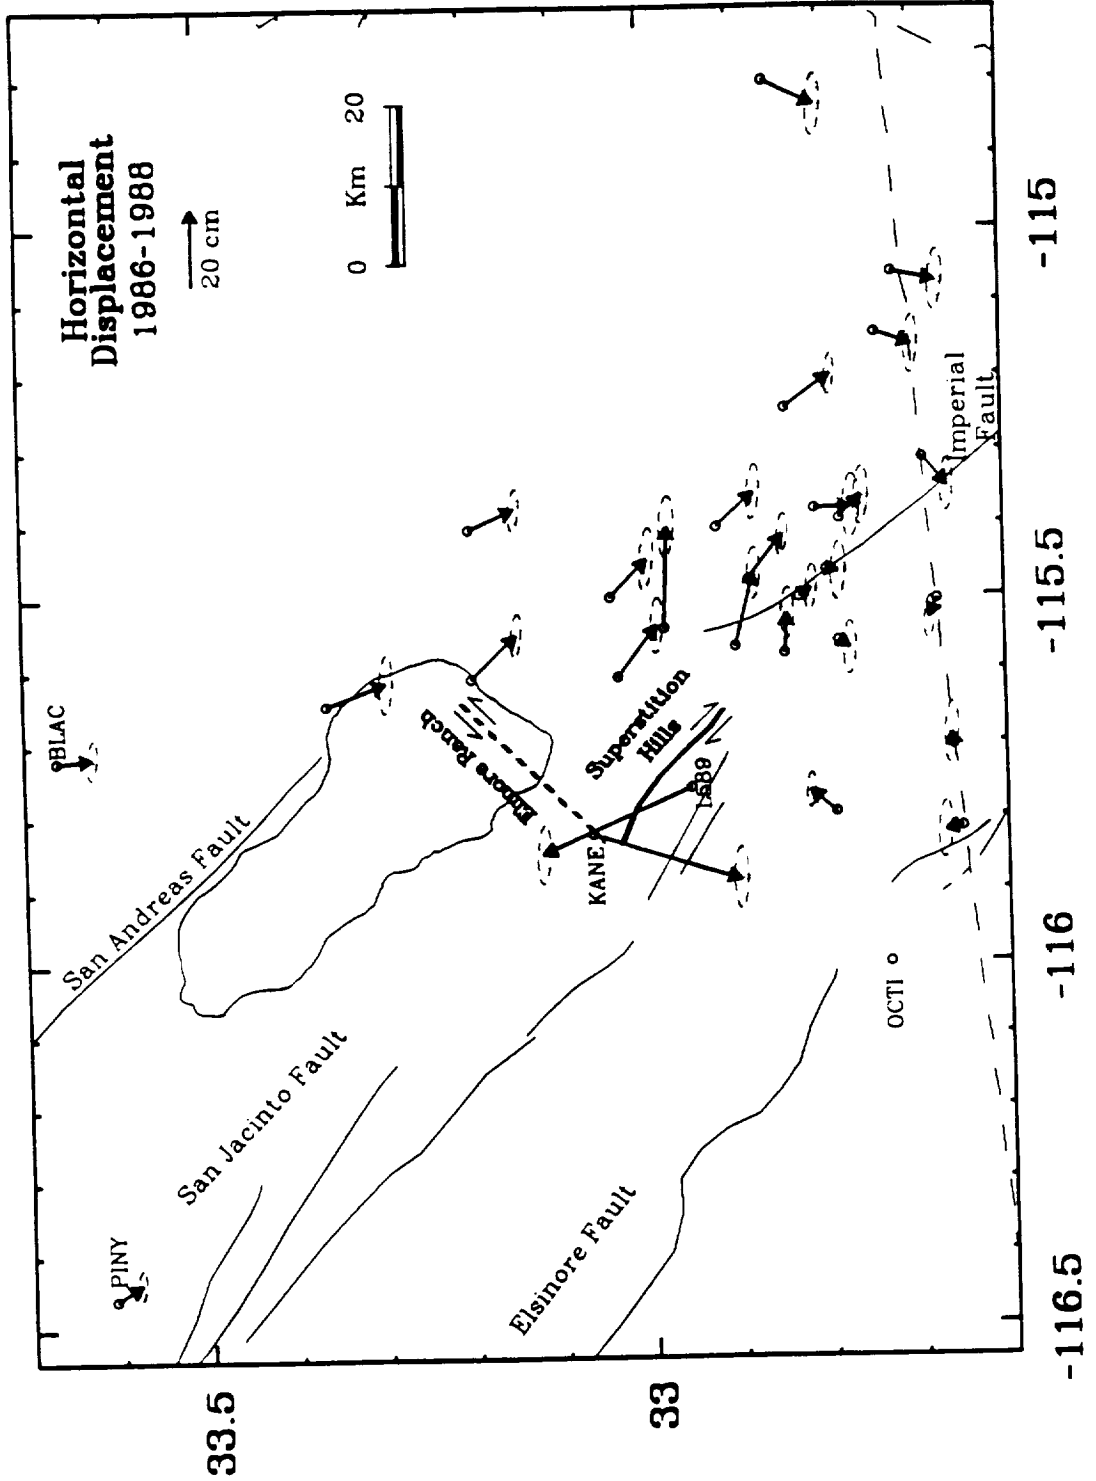 Horizontal
Displacement
1986-1988
20 cm
0 Km 20
BLAC
PINY
San Andreas Fault
San Jacinto Fault
Elsinore Fault
Elmore Ranch
Superstition
Hills
KANE
1589
OCTI
Imperial
Fault
33.5
33
-116.5
-116
-115.5
-115